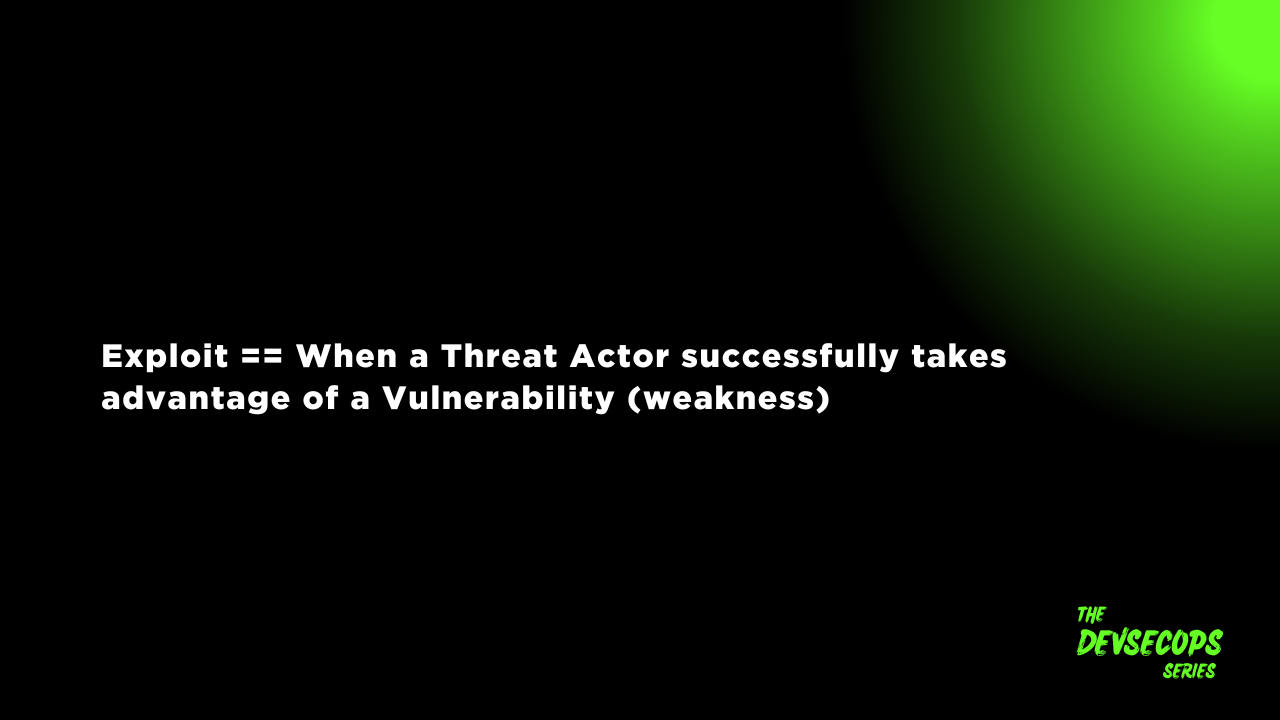 Exploit == When a Threat Actor successfully takes
advantage of a Vulnerability (weakness)
THE
DEVSECOPS
SERIES